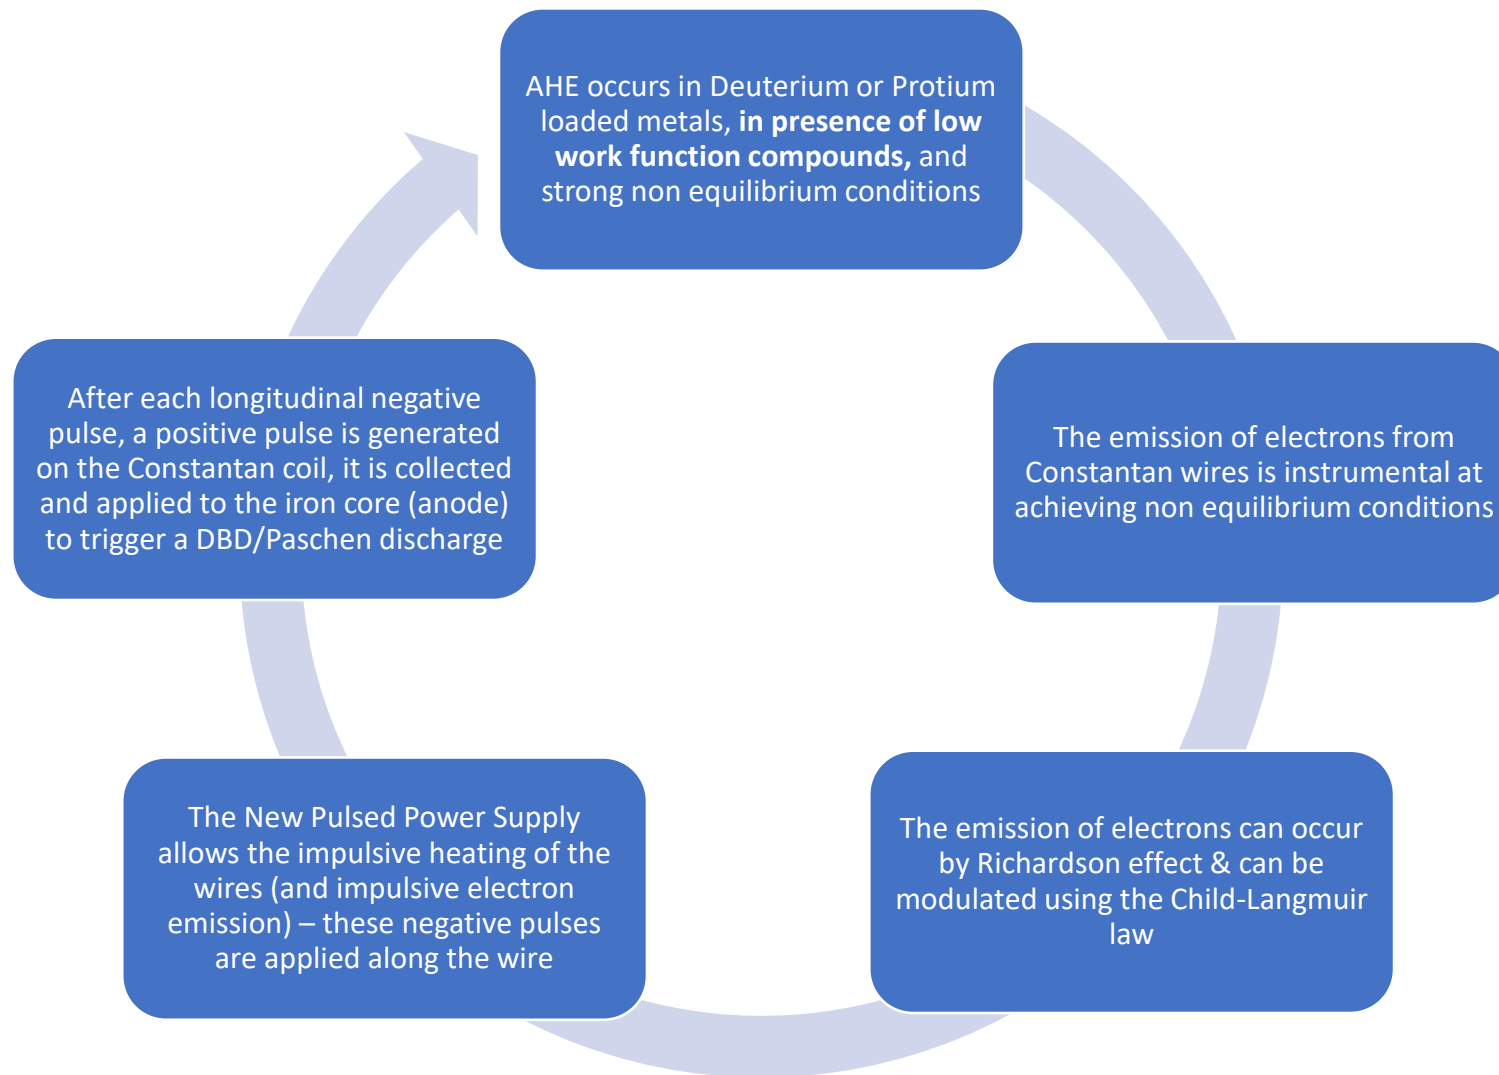 AHE occurs in Deuterium or Protium
loaded metals, in presence of low
work function compounds, and
strong non equilibrium conditions
The emission of electrons from
Constantan wires is instrumental at
achieving non equilibrium conditions
The emission of electrons can occur
by Richardson effect & can be
modulated using the Child-Langmuir
law
The New Pulsed Power Supply
allows the impulsive heating of the
wires (and impulsive electron
emission) – these negative pulses
are applied along the wire
After each longitudinal negative
pulse, a positive pulse is generated
on the Constantan coil, it is collected
and applied to the iron core (anode)
to trigger a DBD/Paschen discharge